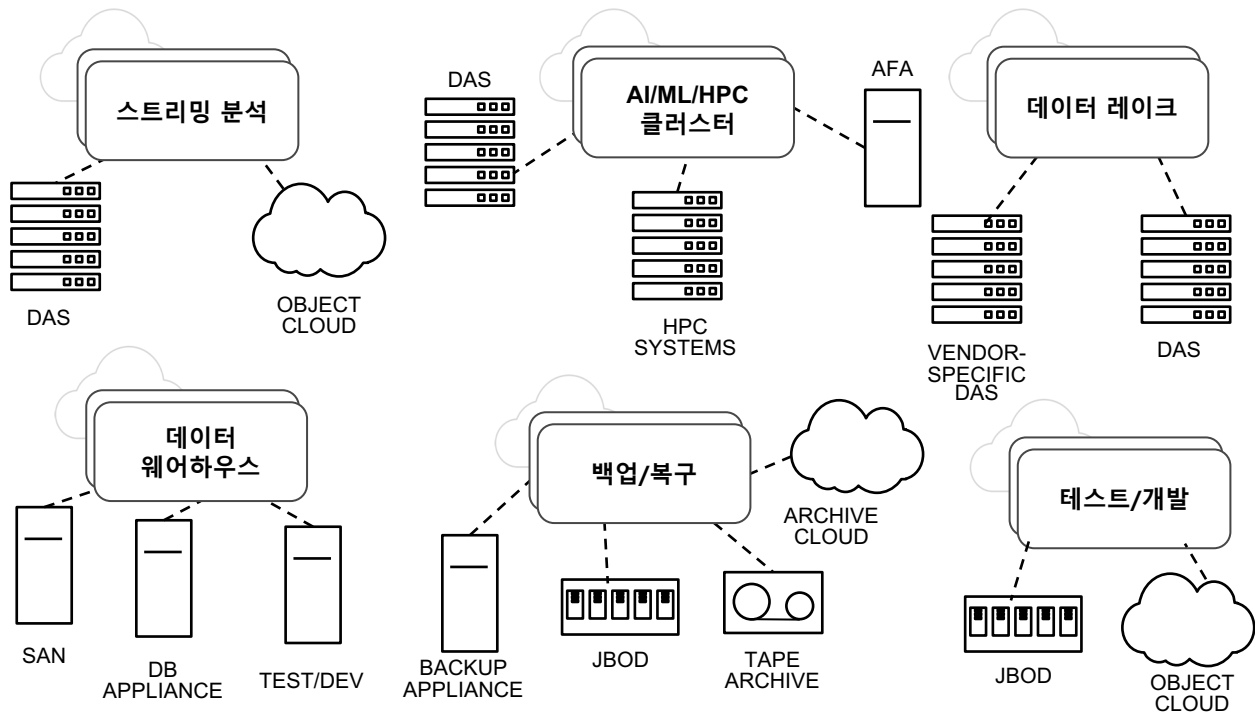 스트리밍 분석
DAS
OBJECT
CLOUD
DAS
AI/ML/HPC
클러스터
AFA
HPC
SYSTEMS
데이터 레이크
VENDOR-
SPECIFIC
DAS
DAS
데이터
웨어하우스
SAN
DB
APPLIANCE
TEST/DEV
백업/복구
ARCHIVE
CLOUD
BACKUP
APPLIANCE
JBOD
TAPE
ARCHIVE
테스트/개발
JBOD
OBJECT
CLOUD